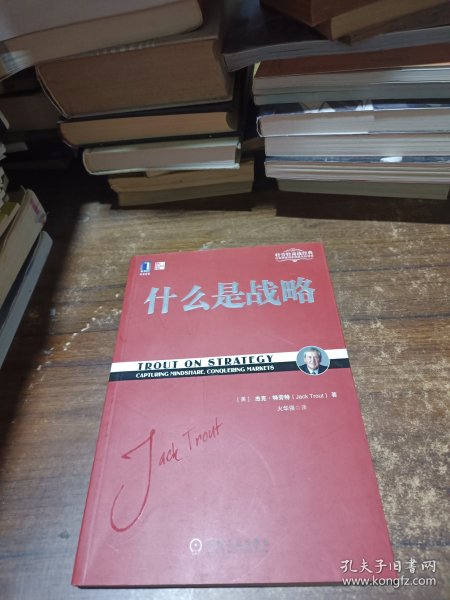 什么是战略
TROUT ON STRATEGY
CAPTURING MINDSHARE, CONQUERING MARKETS
[美] 杰克·特劳特（Jack Trout）著
火华强 译
Jack Trout
孔夫子旧书网
www.kongfz.com